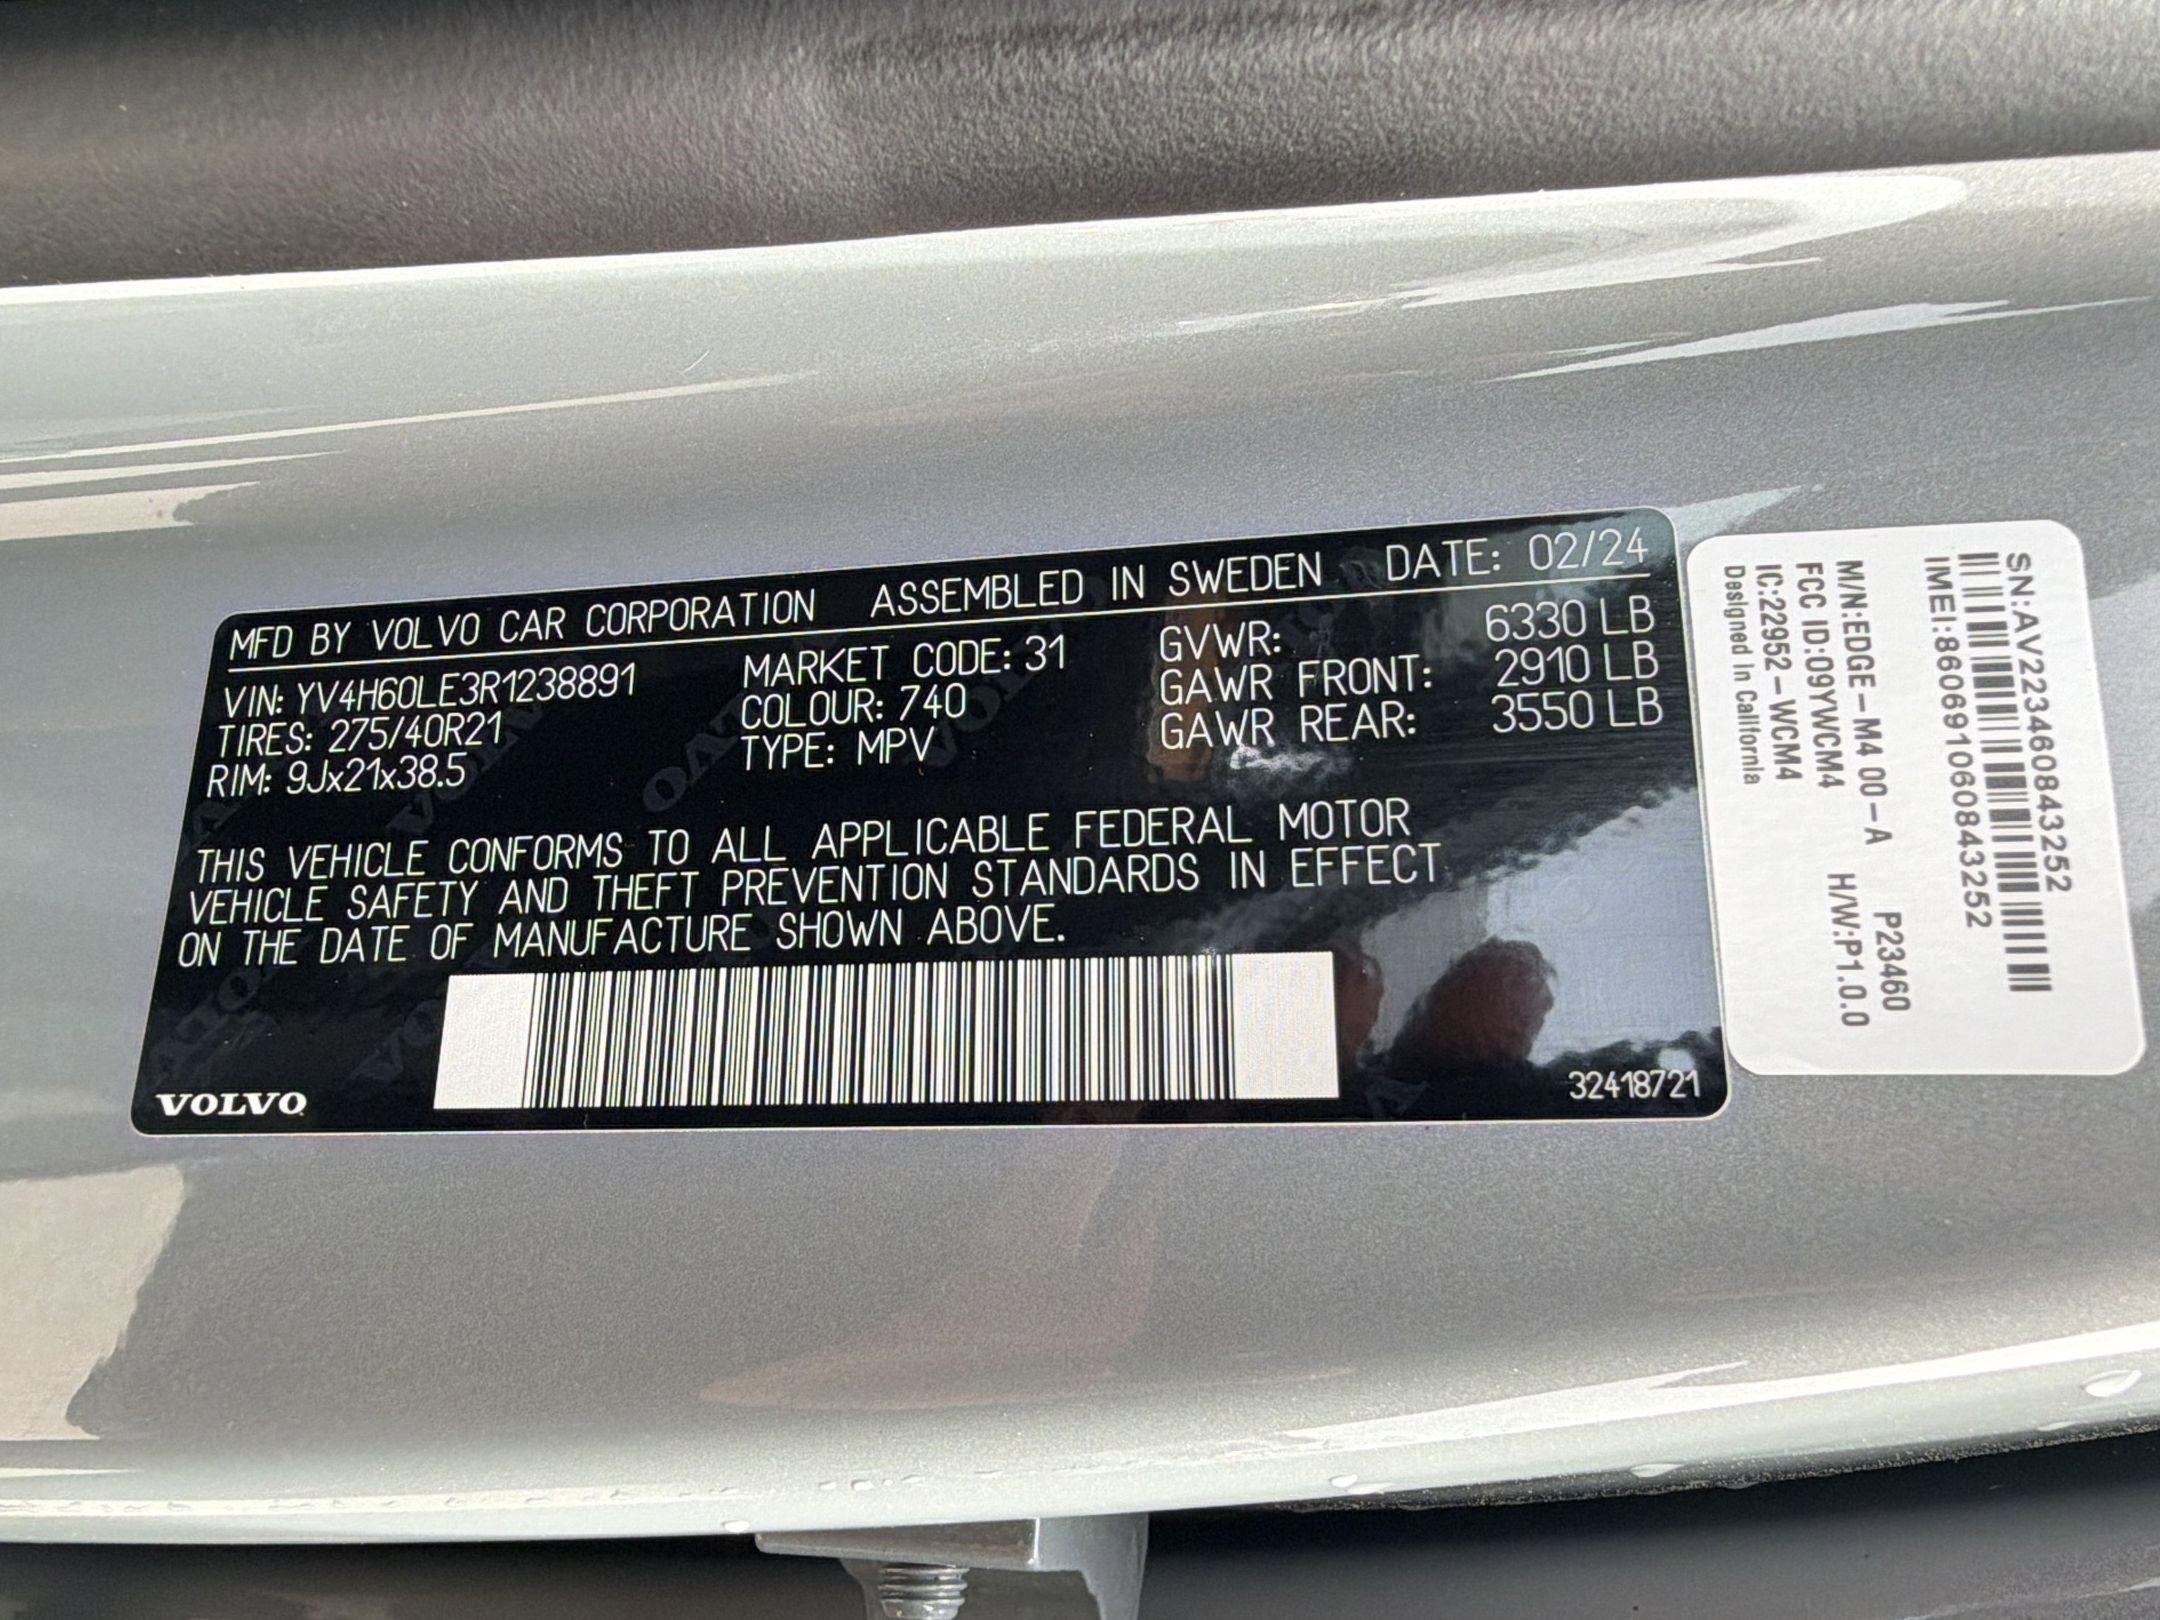 MFD BY VOLVO CAR CORPORATION ASSEMBLED IN SWEDEN DATE: 02/24
VIN: YV4H60LE3R1238891 MARKET CODE: 31 GVWR: 6330 LB
TIRES: 275/40R21 COLOUR: 740 GAWR FRONT: 2910 LB
RIM: 9Jx21x38.5 TYPE: MPV GAWR REAR: 3550 LB
THIS VEHICLE CONFORMS TO ALL APPLICABLE FEDERAL MOTOR
VEHICLE SAFETY AND THEFT PREVENTION STANDARDS IN EFFECT
ON THE DATE OF MANUFACTURE SHOWN ABOVE.
VOLVO
32418721
SN:AV223460843252
IMEI:860691060843252
M/N:EDGE-M4 00-A P23460
FCC ID:O9YWCM4 H/W:P1.0.0
IC:22952-WCM4
Designed in California